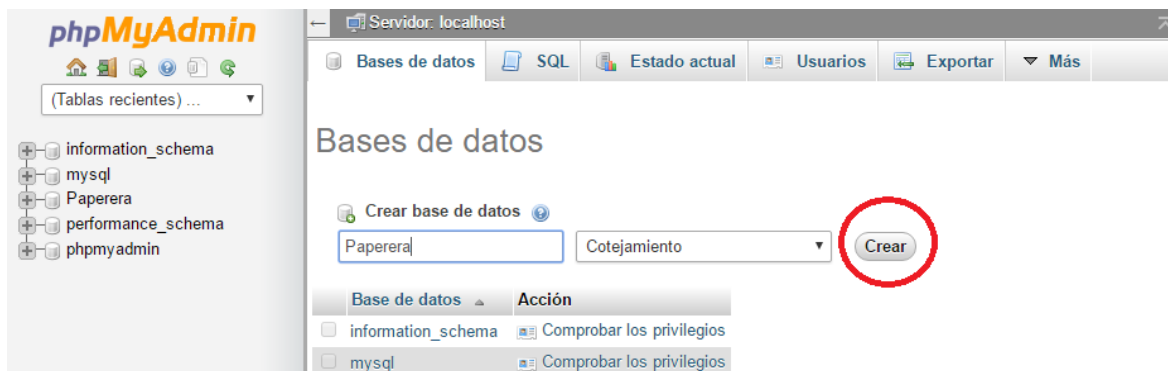 phpMyAdmin
(Tablas recientes) ...
information_schema
mysql
Paperera
performance_schema
phpmyadmin
Servidor: localhost
Bases de datos SQL Estado actual Usuarios Exportar Más
Bases de datos
Crear base de datos
Paperera Cotejamiento Crear
Base de datos Acción
information_schema Comprobar los privilegios
mysql Comprobar los privilegios